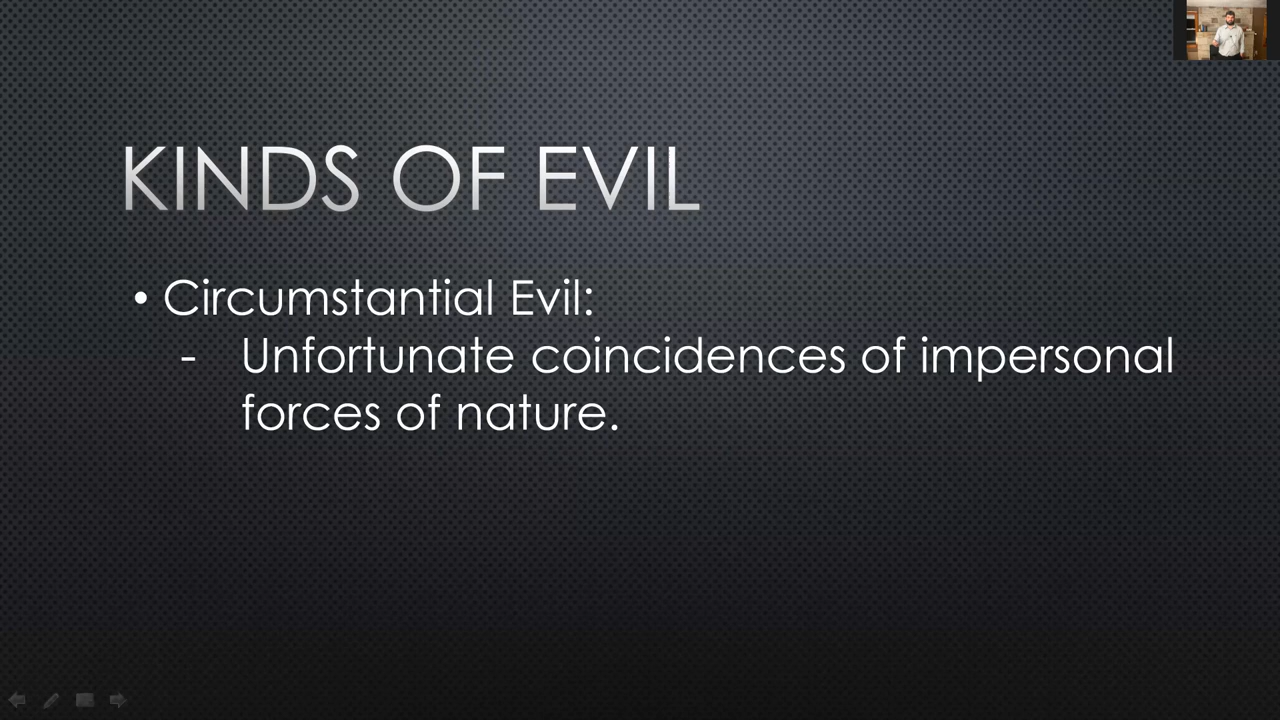 KINDS OF EVIL
• Circumstantial Evil:
- Unfortunate coincidences of impersonal
forces of nature.